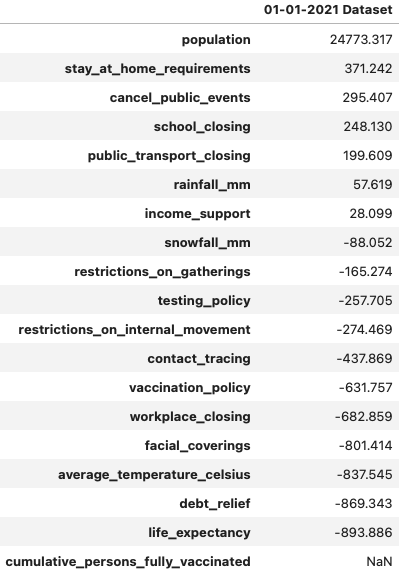 01-01-2021 Dataset
population 24773.317
stay_at_home_requirements 371.242
cancel_public_events 295.407
school_closing 248.130
public_transport_closing 199.609
rainfall_mm 57.619
income_support 28.099
snowfall_mm -88.052
restrictions_on_gatherings -165.274
testing_policy -257.705
restrictions_on_internal_movement -274.469
contact_tracing -437.869
vaccination_policy -631.757
workplace_closing -682.859
facial_coverings -801.414
average_temperature_celsius -837.545
debt_relief -869.343
life_expectancy -893.886
cumulative_persons_fully_vaccinated NaN